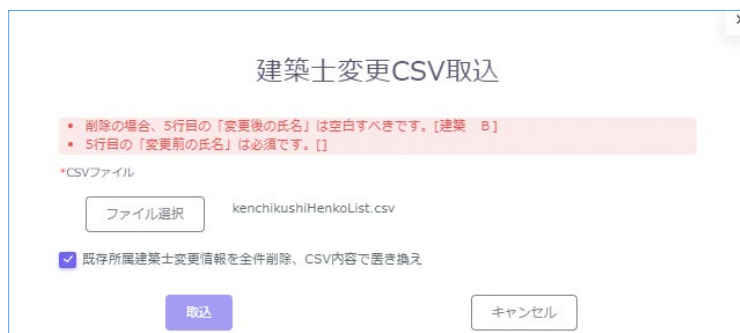 建築士変更CSV取込
• 削除の場合、5行目の「変更後の氏名」は空白すべきです。[建築　B]
• 5行目の「変更前の氏名」は必須です。[]
*CSVファイル
ファイル選択 kenchikushiHenkoList.csv
既存所属建築士変更情報を全件削除、CSV内容で置き換え
取込 キャンセル